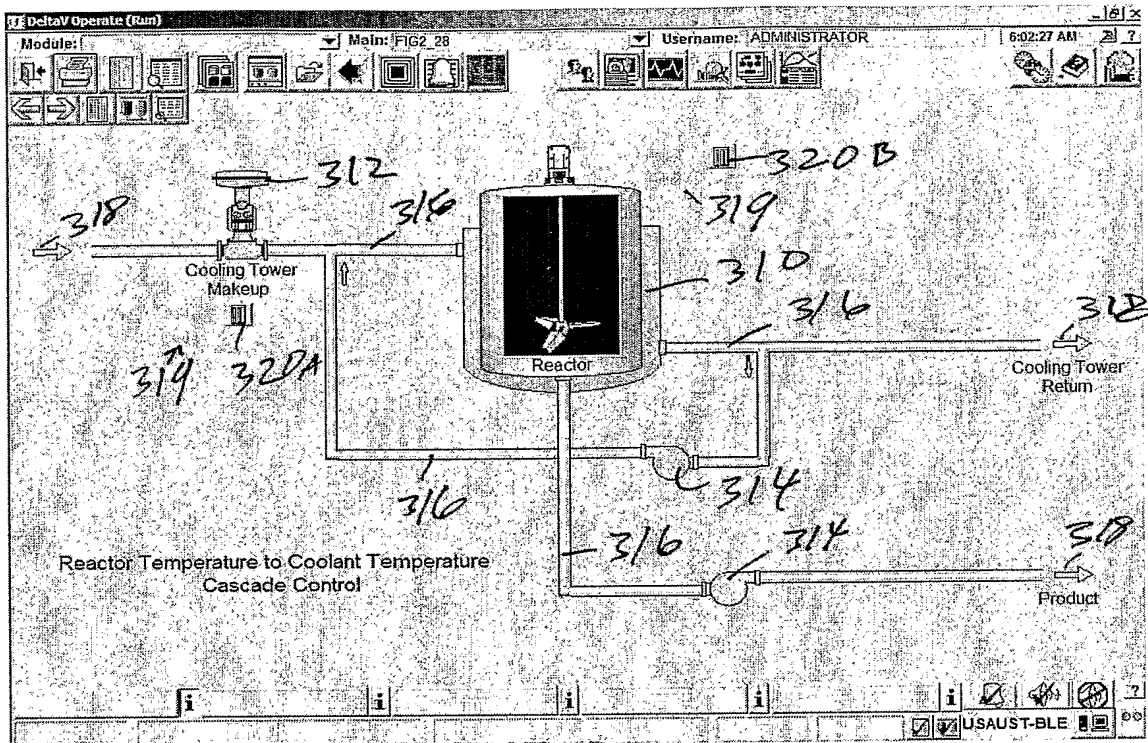 DeltaV Operate (Run)
Module: Main: FIG2_28 Username: ADMINISTRATOR 6:02:27 AM ?
320B
312
318
316
319
Cooling Tower
Makeup
310
316
318
Reactor
319 320A
Cooling Tower
Return
314
316
316 314 318
Reactor Temperature to Coolant Temperature
Cascade Control
Product
i i i i i ?
USAUST-BLE